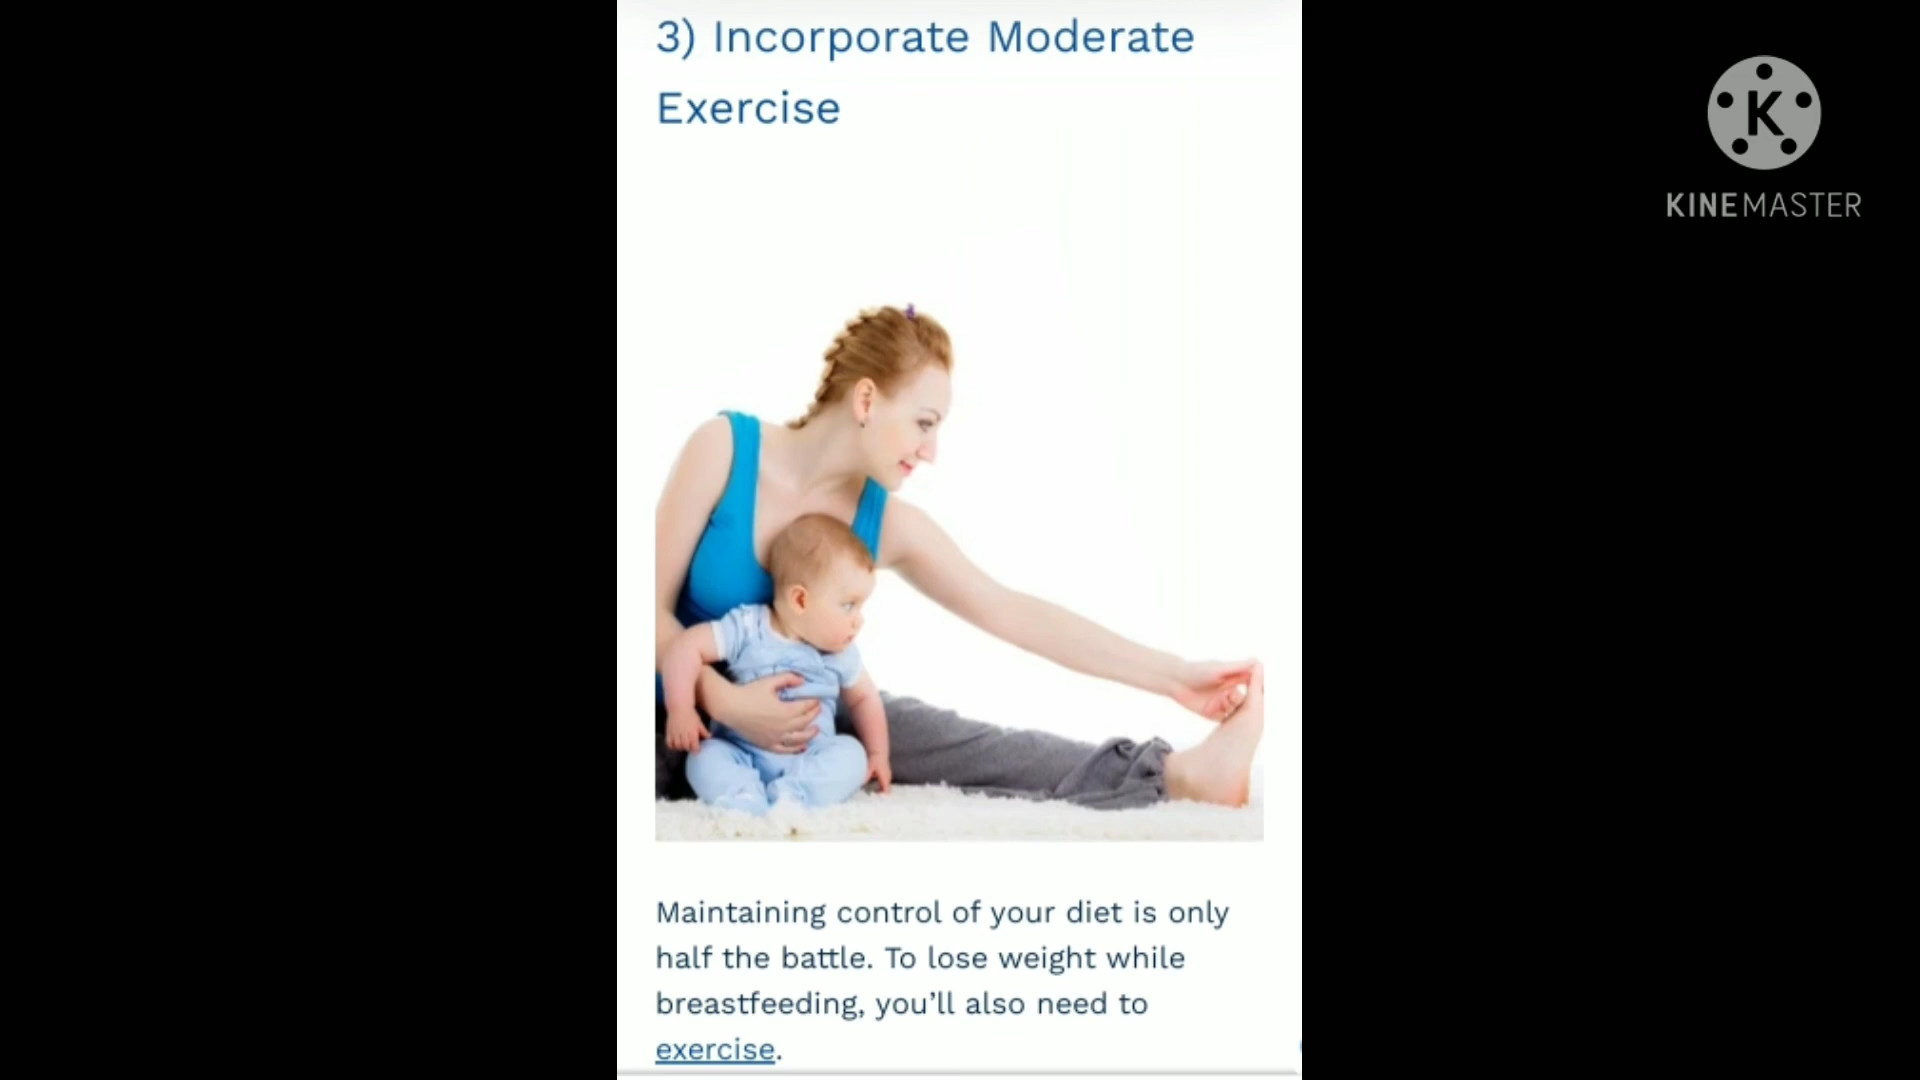 3) Incorporate Moderate
Exercise
K
KINEMASTER
Maintaining control of your diet is only
half the battle. To lose weight while
breastfeeding, you’ll also need to
exercise.